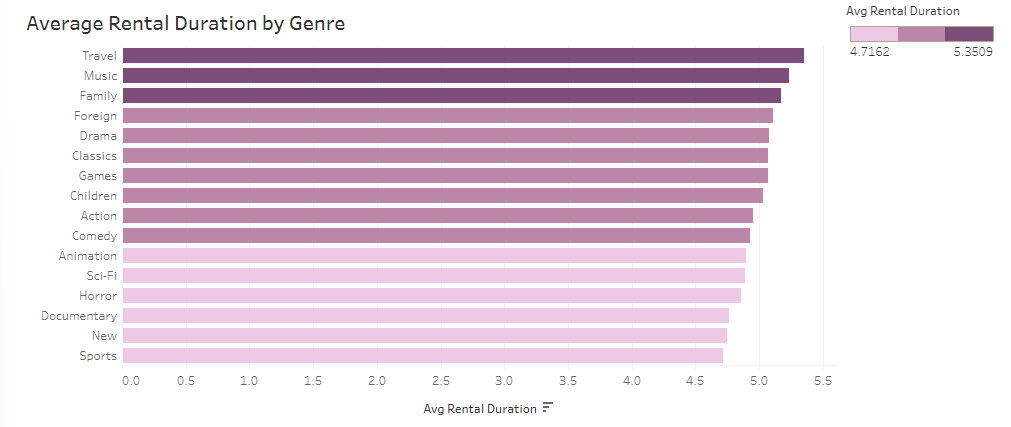 Average Rental Duration by Genre
Avg Rental Duration
4.7162 5.3509
Travel
Music
Family
Foreign
Drama
Classics
Games
Children
Action
Comedy
Animation
Sci-Fi
Horror
Documentary
New
Sports
0.0 0.5 1.0 1.5 2.0 2.5 3.0 3.5 4.0 4.5 5.0 5.5
Avg Rental Duration